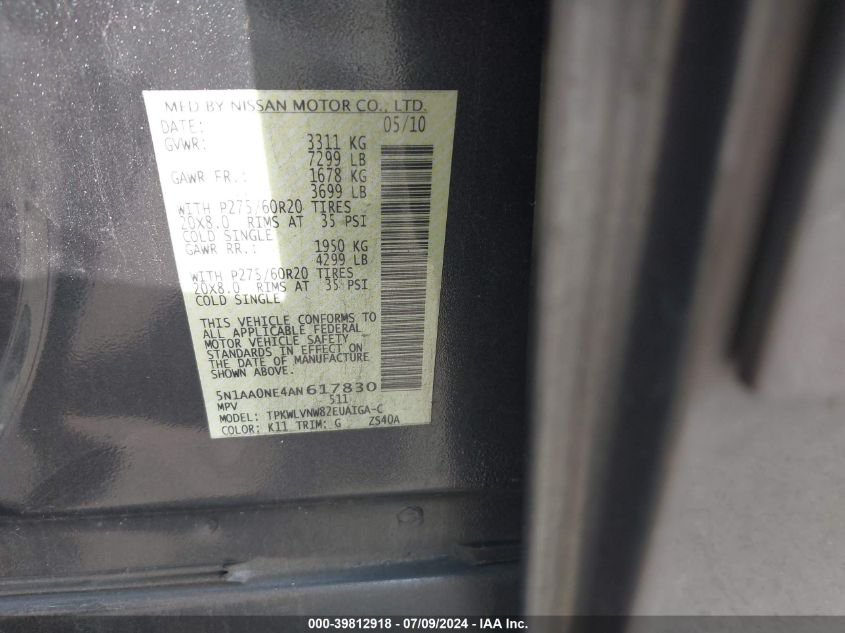 MFD BY NISSAN MOTOR CO., LTD.
DATE: 05/10
GVWR: 3311 KG
7299 LB
GAWR FR.: 1678 KG
3699 LB
WITH P275/60R20 TIRES
20X8.0 RIMS AT 35 PSI
COLD SINGLE
GAWR RR.: 1950 KG
4299 LB
WITH P275/60R20 TIRES
20X8.0 RIMS AT 35 PSI
COLD SINGLE
THIS VEHICLE CONFORMS TO
ALL APPLICABLE FEDERAL
MOTOR VEHICLE SAFETY
STANDARDS IN EFFECT ON
THE DATE OF MANUFACTURE
SHOWN ABOVE.
5N1AA0NE4AN617830
MPV 511
MODEL: TPKWLVNW82EUAIGA-C
COLOR: K11 TRIM: G ZS40A
000-39812918 - 07/09/2024 - IAA Inc.